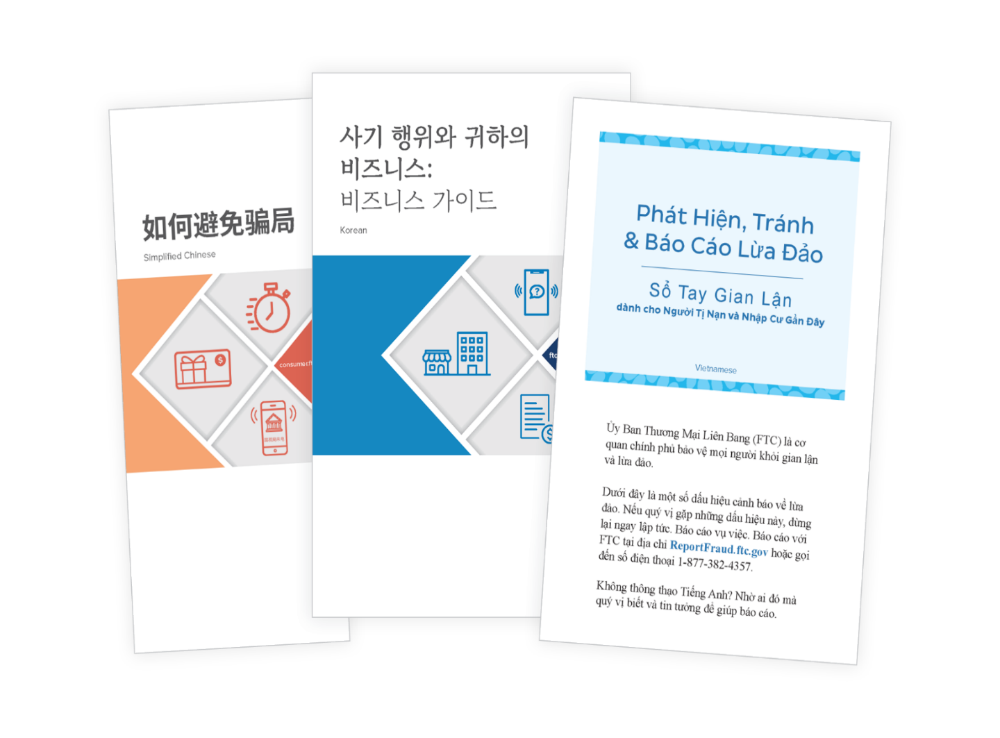 如何避免骗局
Simplified Chinese
$
사기 행위와 귀하의
비즈니스:
비즈니스 가이드
Korean
?
$
Phát Hiện, Tránh
& Báo Cáo Lừa Đảo
Sổ Tay Gian Lận
dành cho Người Tị Nạn và Nhập Cư Gần Đây
Vietnamese
Ủy Ban Thương Mại Liên Bang (FTC) là cơ
quan chính phủ bảo vệ mọi người khỏi gian lận
và lừa đảo.
Dưới đây là một số dấu hiệu cảnh báo về lừa
đảo. Nếu quý vị gặp những dấu hiệu này, dừng
lại ngay lập tức. Báo cáo vụ việc. Báo cáo với
FTC tại địa chỉ ReportFraud.ftc.gov hoặc gọi
đến số điện thoại 1-877-382-4357.
Không thông thạo Tiếng Anh? Nhờ ai đó mà
quý vị biết và tin tưởng để giúp báo cáo.